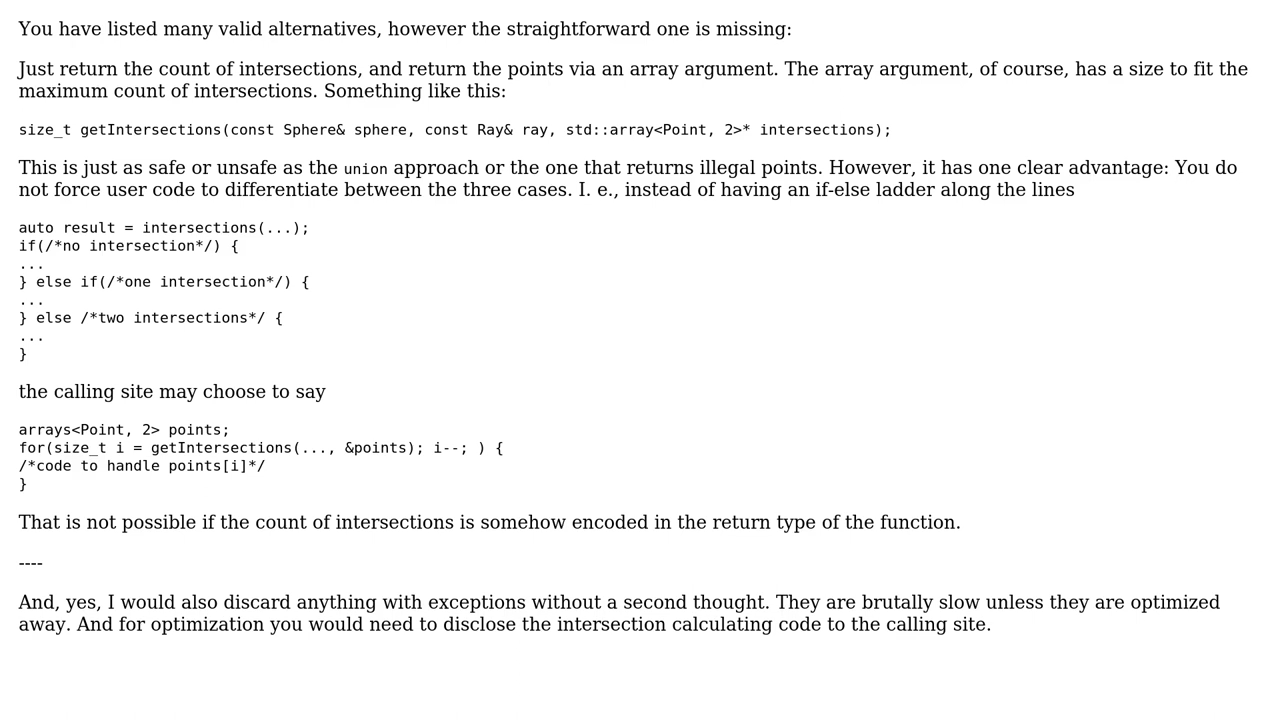 You have listed many valid alternatives, however the straightforward one is missing:
Just return the count of intersections, and return the points via an array argument. The array argument, of course, has a size to fit the
maximum count of intersections. Something like this:
size_t getIntersections(const Sphere& sphere, const Ray& ray, std::array<Point, 2>* intersections);
This is just as safe or unsafe as the union approach or the one that returns illegal points. However, it has one clear advantage: You do
not force user code to differentiate between the three cases. I. e., instead of having an if-else ladder along the lines
auto result = intersections(...);
if(/*no intersection*/) {
...
} else if(/*one intersection*/) {
...
} else /*two intersections*/ {
...
}
the calling site may choose to say
arrays<Point, 2> points;
for(size_t i = getIntersections(..., &points); i--; ) {
/*code to handle points[i]*/
}
That is not possible if the count of intersections is somehow encoded in the return type of the function.
----
And, yes, I would also discard anything with exceptions without a second thought. They are brutally slow unless they are optimized
away. And for optimization you would need to disclose the intersection calculating code to the calling site.